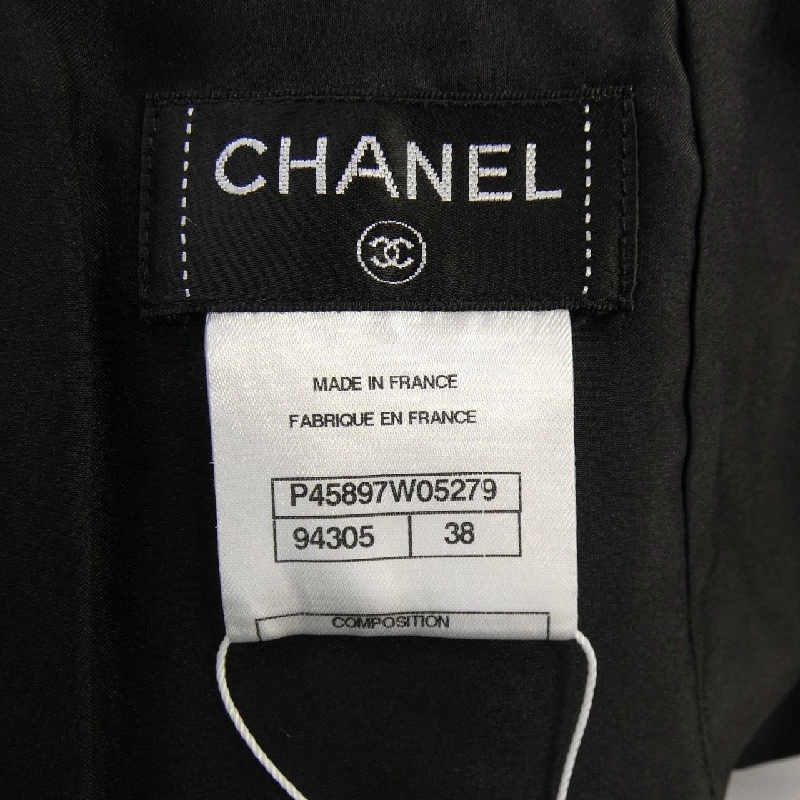 CHANEL
MADE IN FRANCE
FABRIQUE EN FRANCE
P45897W05279
94305 38
COMPOSITION